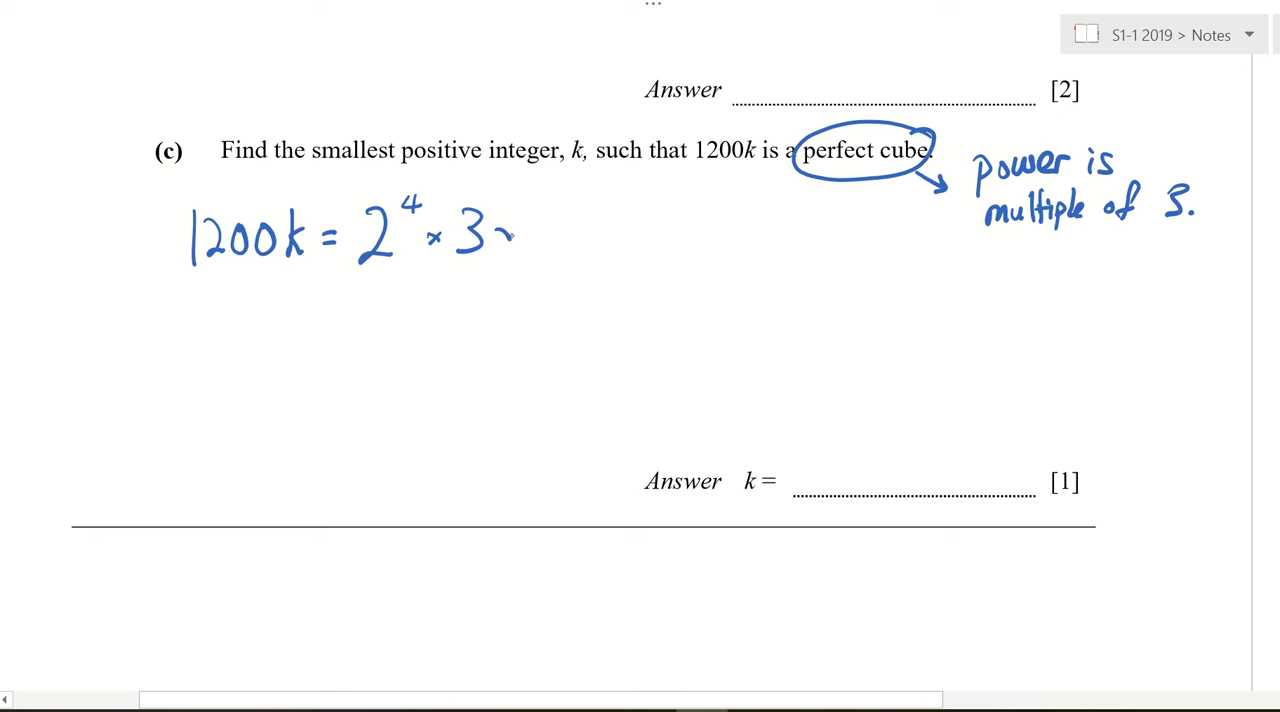 ...
S1-1 2019 > Notes
Answer ........ [2]
(c) Find the smallest positive integer, k, such that 1200k is a perfect cube.
power is
multiple of 3.
1200k = 2⁴ × 3
Answer k = ........ [1]